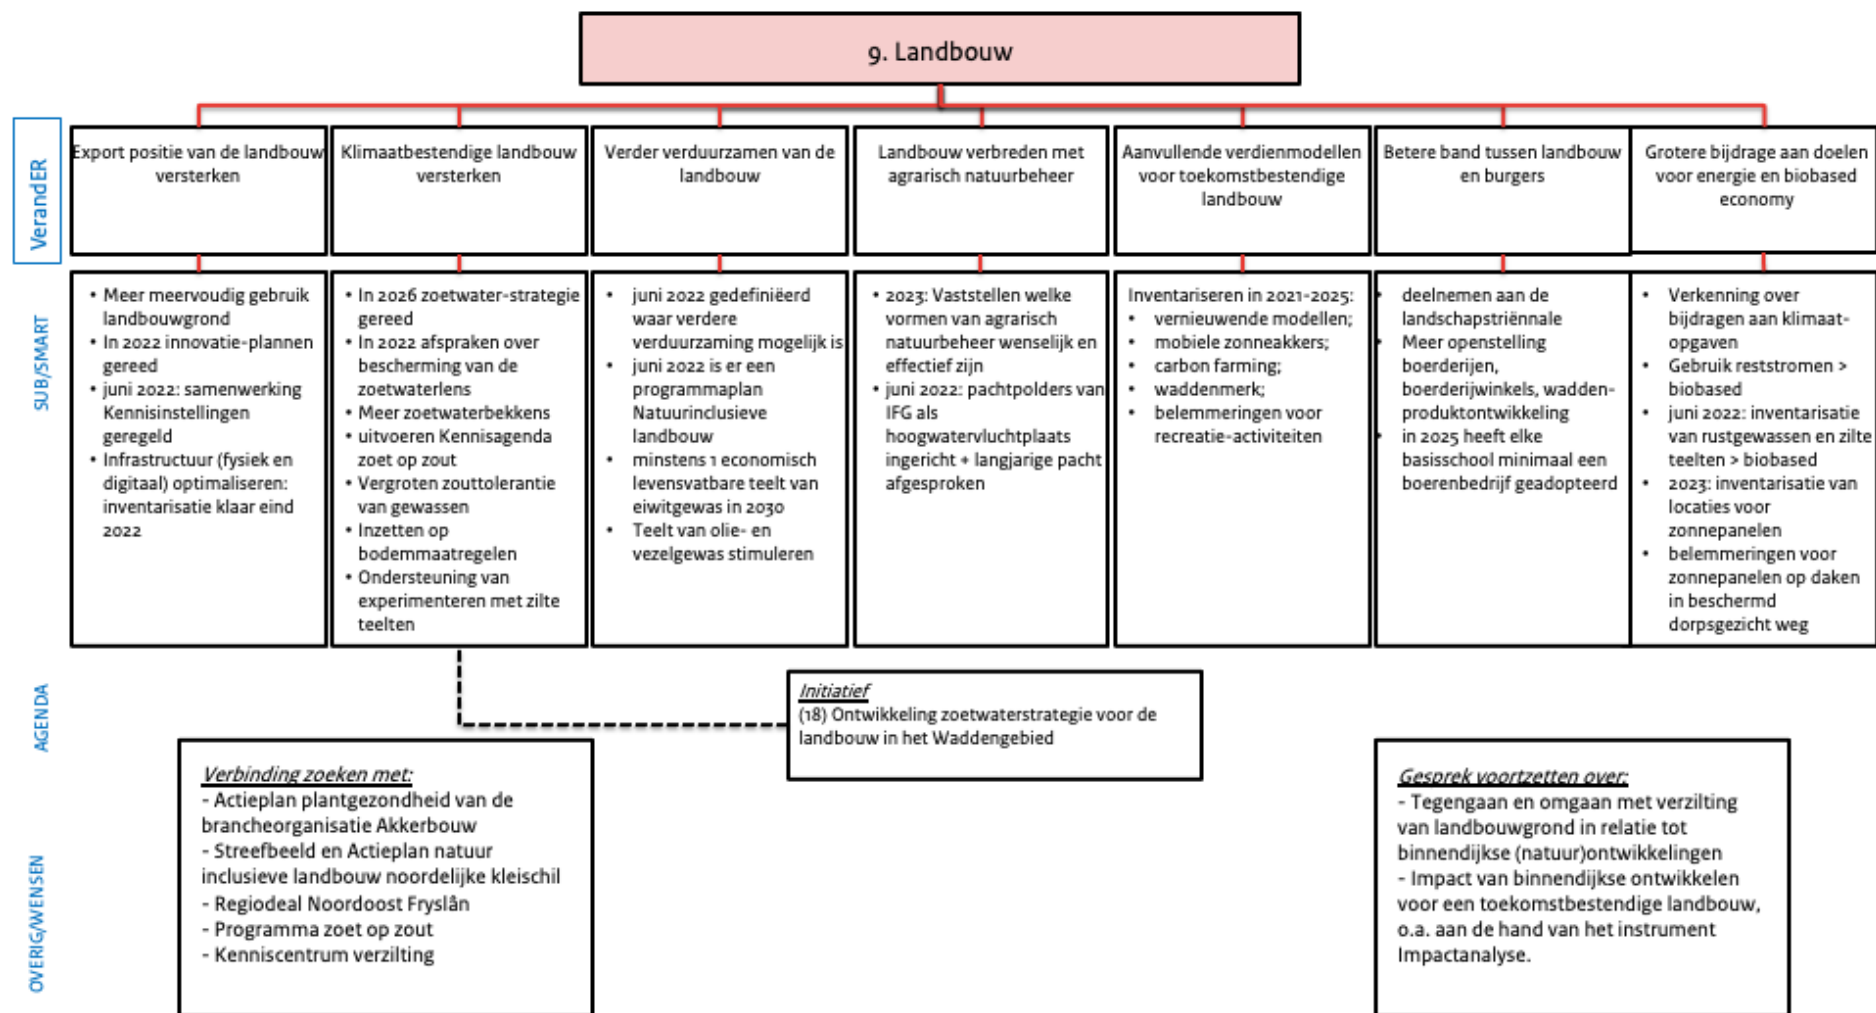 9. Landbouw
VerandER
Export positie van de landbouw
versterken
Klimaatbestendige landbouw
versterken
Verder verduurzamen van de
landbouw
Landbouw verbreden met
agrarisch natuurbeheer
Aanvullende verdienmodellen
voor toekomstbestendige
landbouw
Betere band tussen landbouw
en burgers
Grotere bijdrage aan doelen
voor energie en biobased
economy
SUB/SMART
• Meer meervoudig gebruik
landbouwgrond
• In 2022 innovatie-plannen
gereed
• juni 2022: samenwerking
Kennisinstellingen
geregeld
• Infrastructuur (fysiek en
digitaal) optimaliseren:
inventarisatie klaar eind
2022
• In 2026 zoetwater-strategie
gereed
• In 2022 afspraken over
bescherming van de
zoetwaterlens
• Meer zoetwaterbekkens
• uitvoeren Kennisagenda
zoet op zout
• Vergroten zouttolerantie
van gewassen
• Inzetten op
bodemmaatregelen
• Ondersteuning van
experimenteren met zilte
teelten
• juni 2022 gedefiniëerd
waar verdere
verduurzaming mogelijk is
• juni 2022 is er een
programmaplan
Natuurinclusieve
landbouw
• minstens 1 economisch
levensvatbare teelt van
eiwitgewas in 2030
• Teelt van olie- en
vezelgewas stimuleren
• 2023: Vaststellen welke
vormen van agrarisch
natuurbeheer wenselijk en
effectief zijn
• juni 2022: pachtpolders van
IFG als
hoogwatervluchtplaats
ingericht + langjarige pacht
afgesproken
Inventariseren in 2021-2025:
• vernieuwende modellen;
• mobiele zonneakkers;
• carbon farming;
• waddenmerk;
• belemmeringen voor
recreatie-activiteiten
• deelnemen aan de
landschapstriënnale
• Meer openstelling
boerderijen,
boerderijwinkels, wadden-
produktontwikkeling
• in 2025 heeft elke
basisschool minimaal een
boerenbedrijf geadopteerd
• Verkenning over
bijdragen aan klimaat-
opgaven
• Gebruik reststromen >
biobased
• juni 2022: inventarisatie
van rustgewassen en zilte
teelten > biobased
• 2023: inventarisatie van
locaties voor
zonnepanelen
• belemmeringen voor
zonnepanelen op daken
in beschermd
dorpsgezicht weg
AGENDA
Initiatief
(18) Ontwikkeling zoetwaterstrategie voor de
landbouw in het Waddengebied
OVERIG/WENSEN
Verbinding zoeken met:
- Actieplan plantgezondheid van de
brancheorganisatie Akkerbouw
- Streefbeeld en Actieplan natuur
inclusieve landbouw noordelijke kleischil
- Regiodeal Noordoost Fryslân
- Programma zoet op zout
- Kenniscentrum verzilting
Gesprek voortzetten over:
- Tegengaan en omgaan met verzilting
van landbouwgrond in relatie tot
binnendijkse (natuur)ontwikkelingen
- Impact van binnendijkse ontwikkelen
voor een toekomstbestendige landbouw,
o.a. aan de hand van het instrument
Impactanalyse.